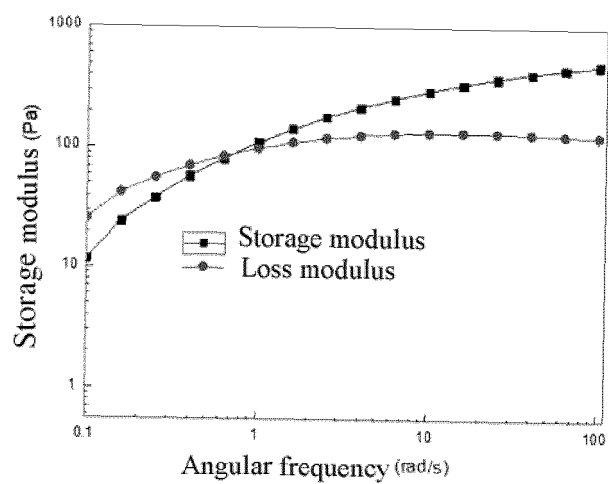 1000
100
10
1
Storage modulus (Pa)
Storage modulus
Loss modulus
0.1
1
10
100
Angular frequency (rad/s)